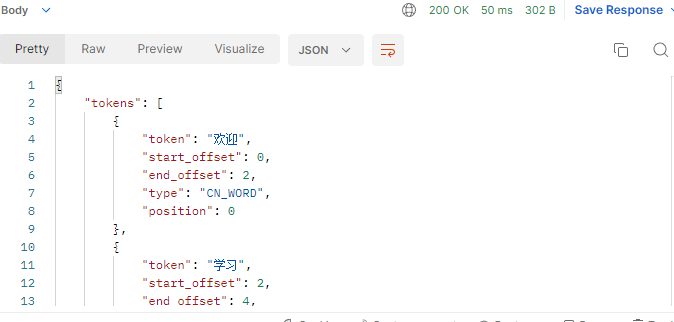 Body 200 OK 50 ms 302 B Save Response
Pretty Raw Preview Visualize JSON
1 {
2 "tokens": [
3 {
4 "token": "欢迎",
5 "start_offset": 0,
6 "end_offset": 2,
7 "type": "CN_WORD",
8 "position": 0
9 },
10 {
11 "token": "学习",
12 "start_offset": 2,
13 "end_offset": 4,